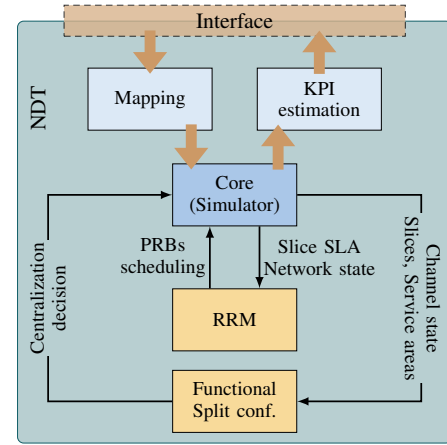 Interface
NDT
Mapping
KPI
estimation
Core
(Simulator)
PRBs
scheduling
Slice SLA
Network state
Centralization
decision
Channel state
Slices, Service areas
RRM
Functional
Split conf.